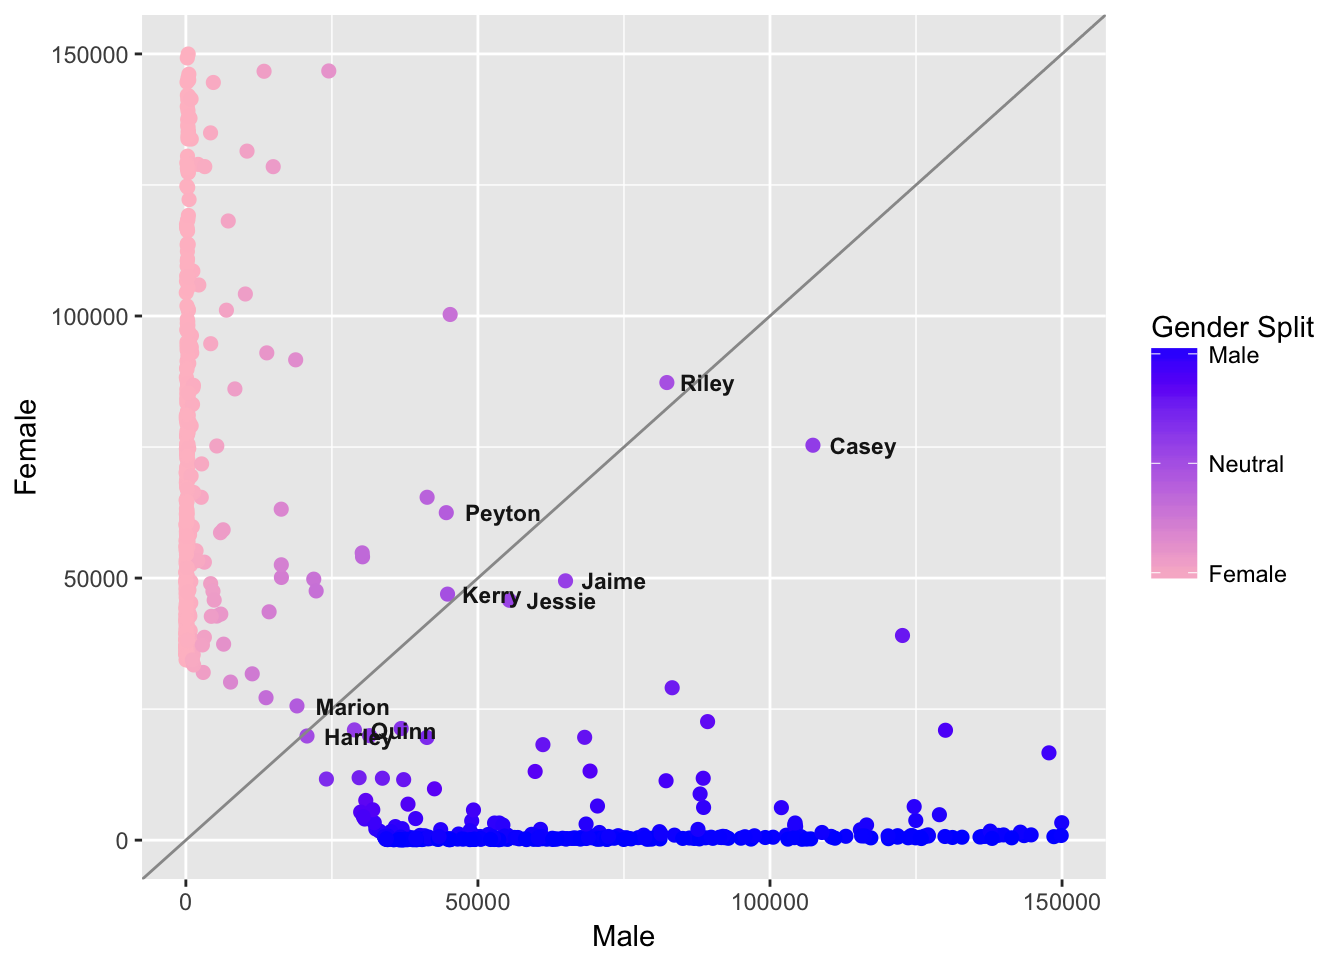 150000
100000
50000
0
Female
Riley
Casey
Peyton
Jaime
Kerry
Jessie
Marion
Quinn
Harley
0
50000
100000
150000
Male
Gender Split
Male
Neutral
Female